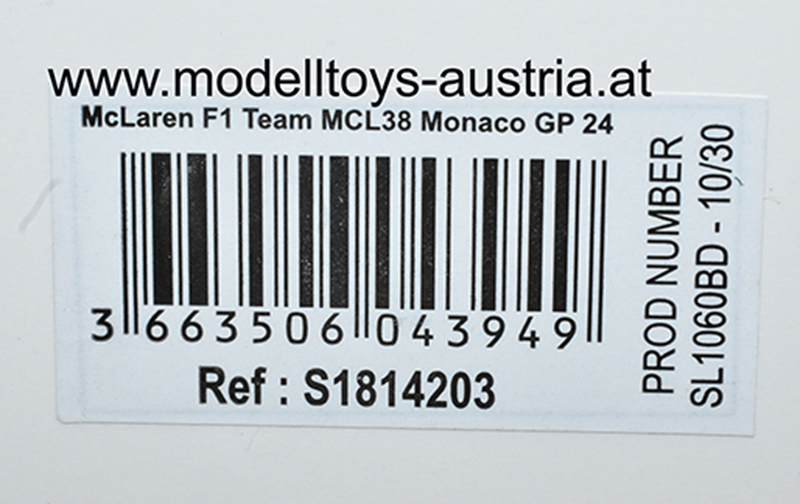 www.modelltoys-austria.at
McLaren F1 Team MCL38 Monaco GP 24
3 663506 043949
Ref : S1814203
PROD NUMBER
SL1060BD - 10/30